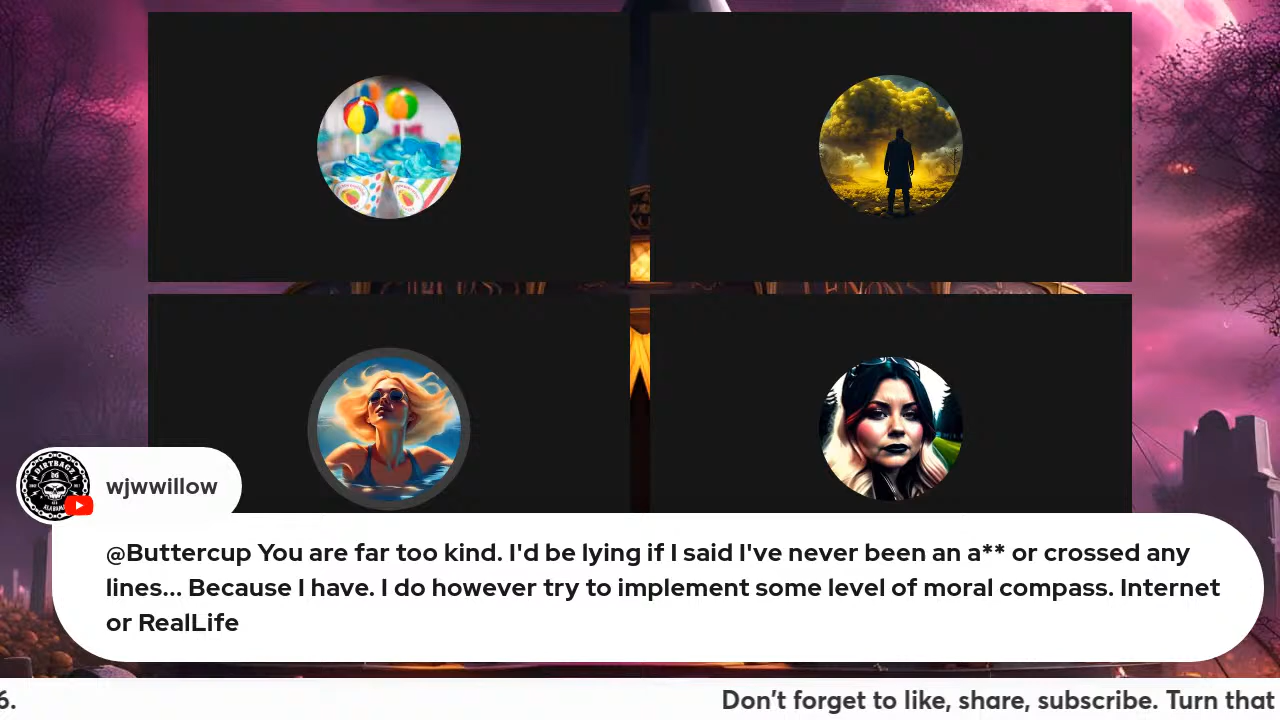 wjwwillow
@Buttercup You are far too kind. I'd be lying if I said I've never been an a** or crossed any
lines... Because I have. I do however try to implement some level of moral compass. Internet
or RealLife
6.
Don't forget to like, share, subscribe. Turn that
DIRTBAGZ